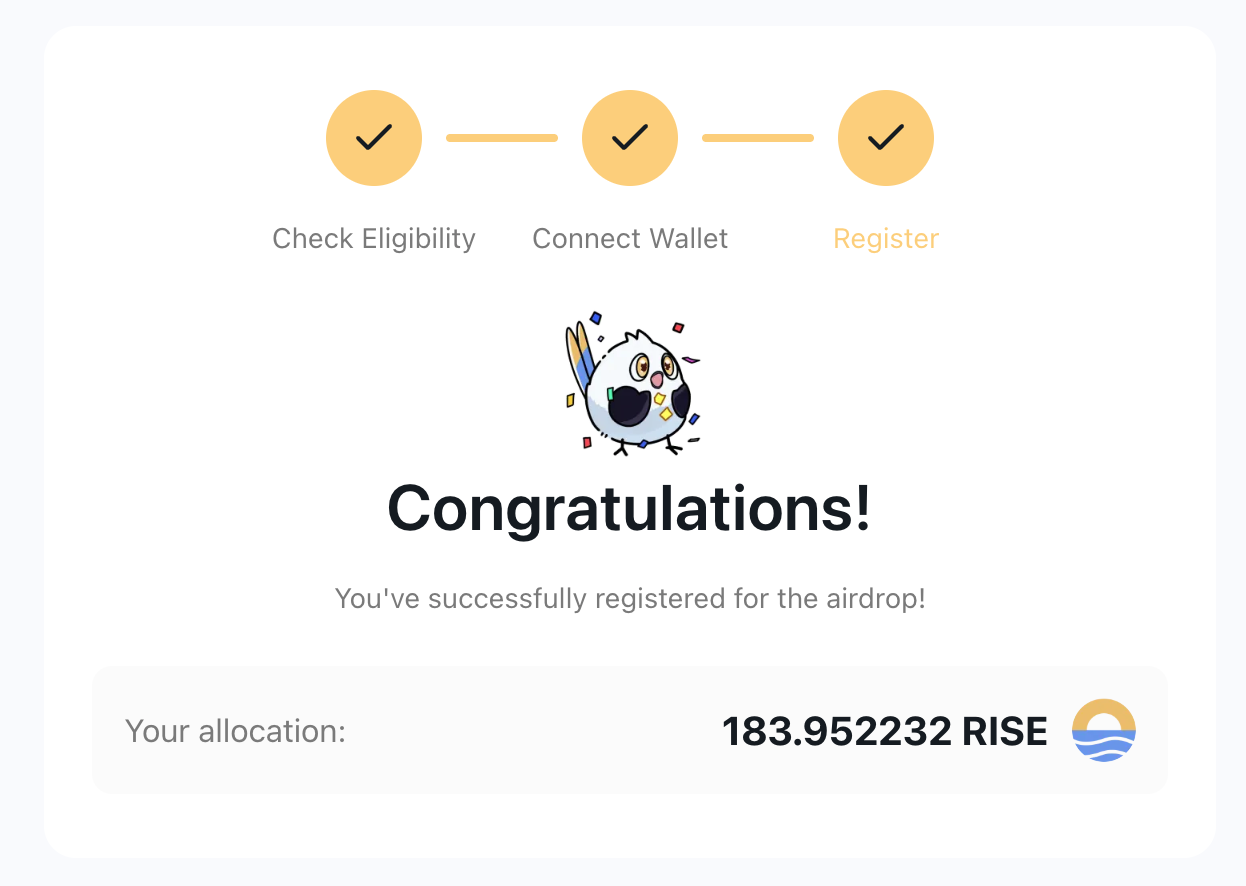 Check Eligibility
Connect Wallet
Register
Congratulations!
You've successfully registered for the airdrop!
Your allocation:
183.952232 RISE